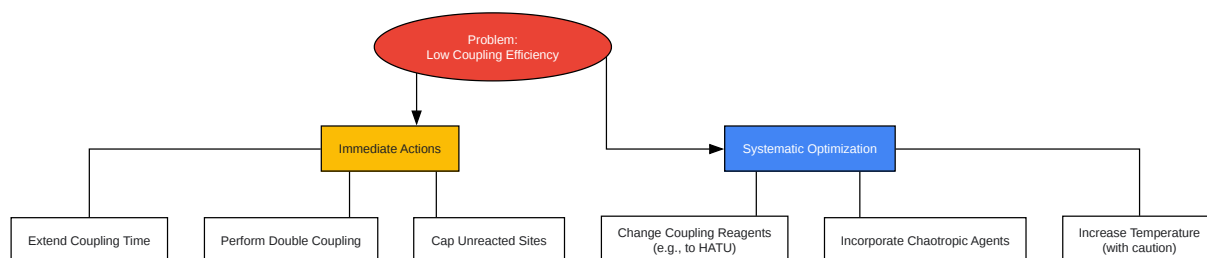 Problem:
Low Coupling Efficiency
Immediate Actions
Systematic Optimization
Extend Coupling Time
Perform Double Coupling
Cap Unreacted Sites
Change Coupling Reagents
(e.g., to HATU)
Incorporate Chaotropic Agents
Increase Temperature
(with caution)